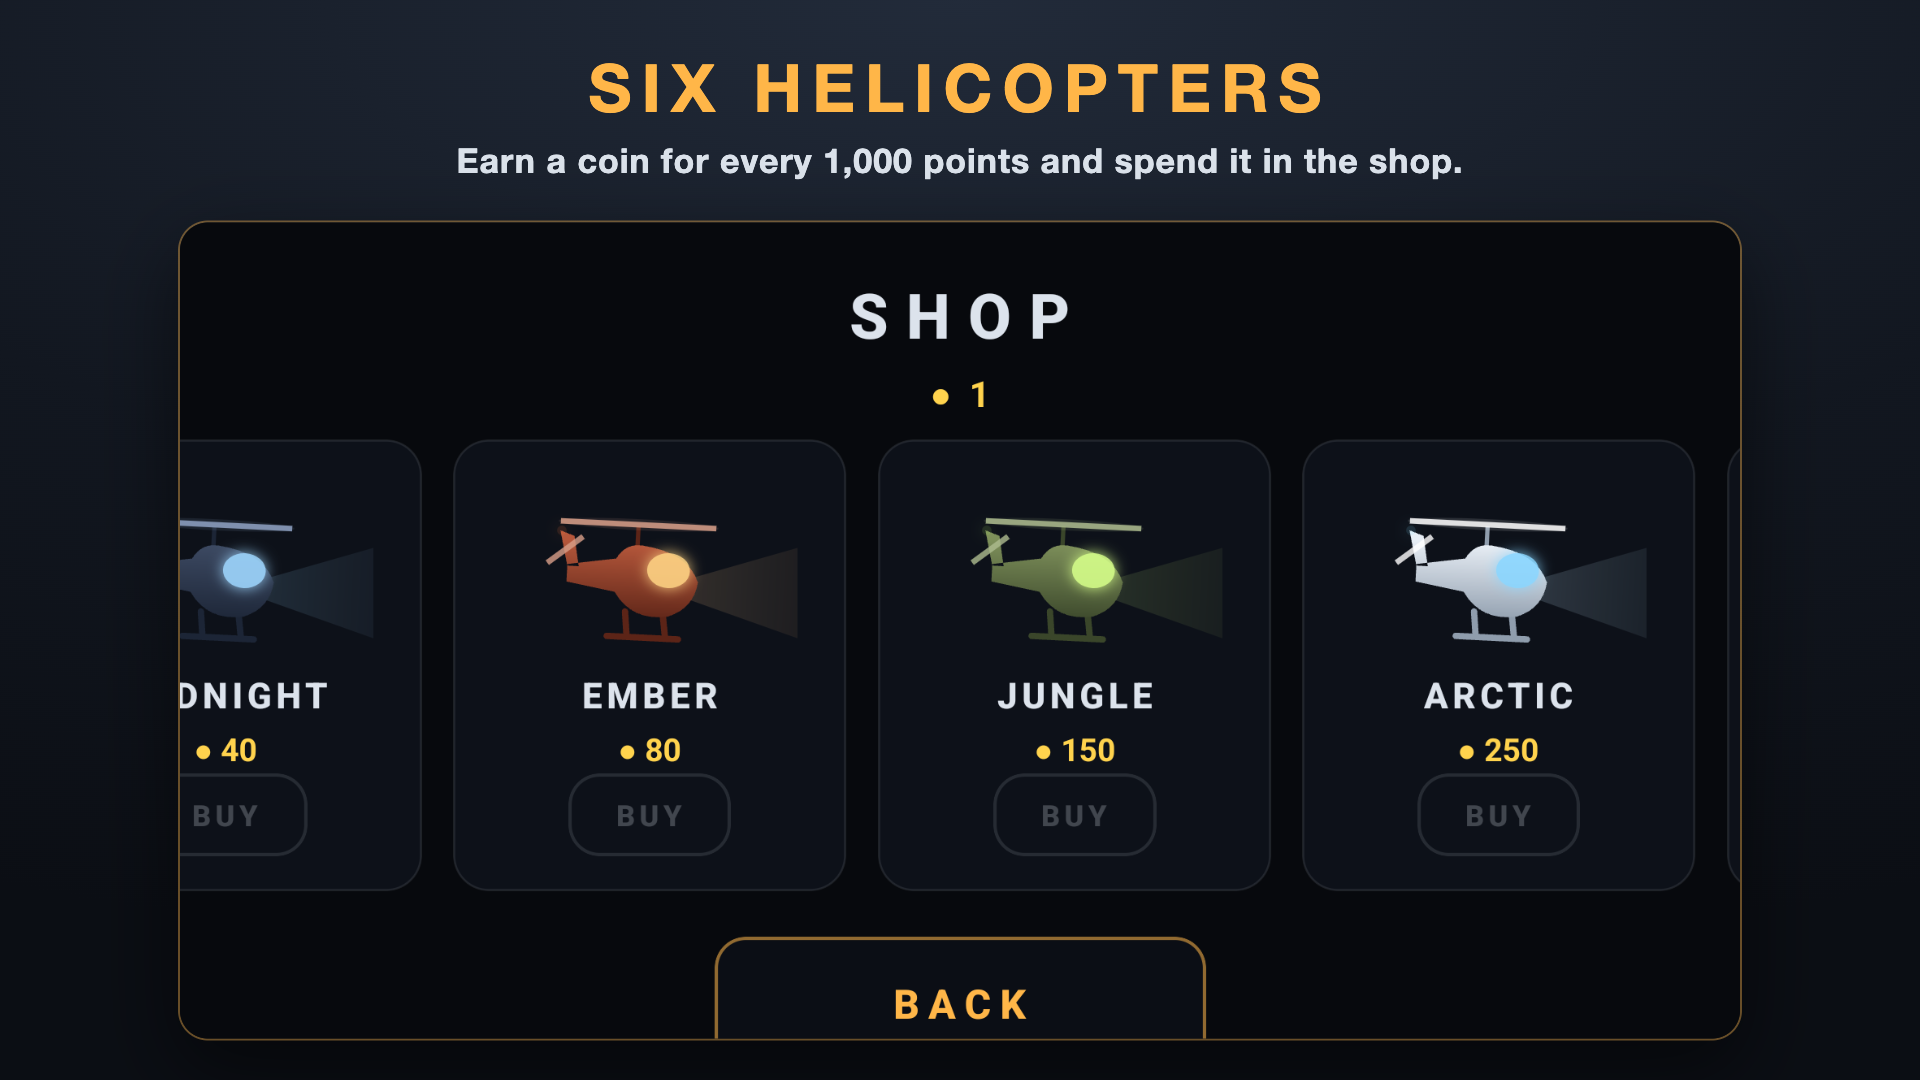 SIX HELICOPTERS
Earn a coin for every 1,000 points and spend it in the shop.
SHOP
1
DNIGHT
EMBER
JUNGLE
ARCTIC
40
80
150
250
BUY
BUY
BUY
BUY
BACK